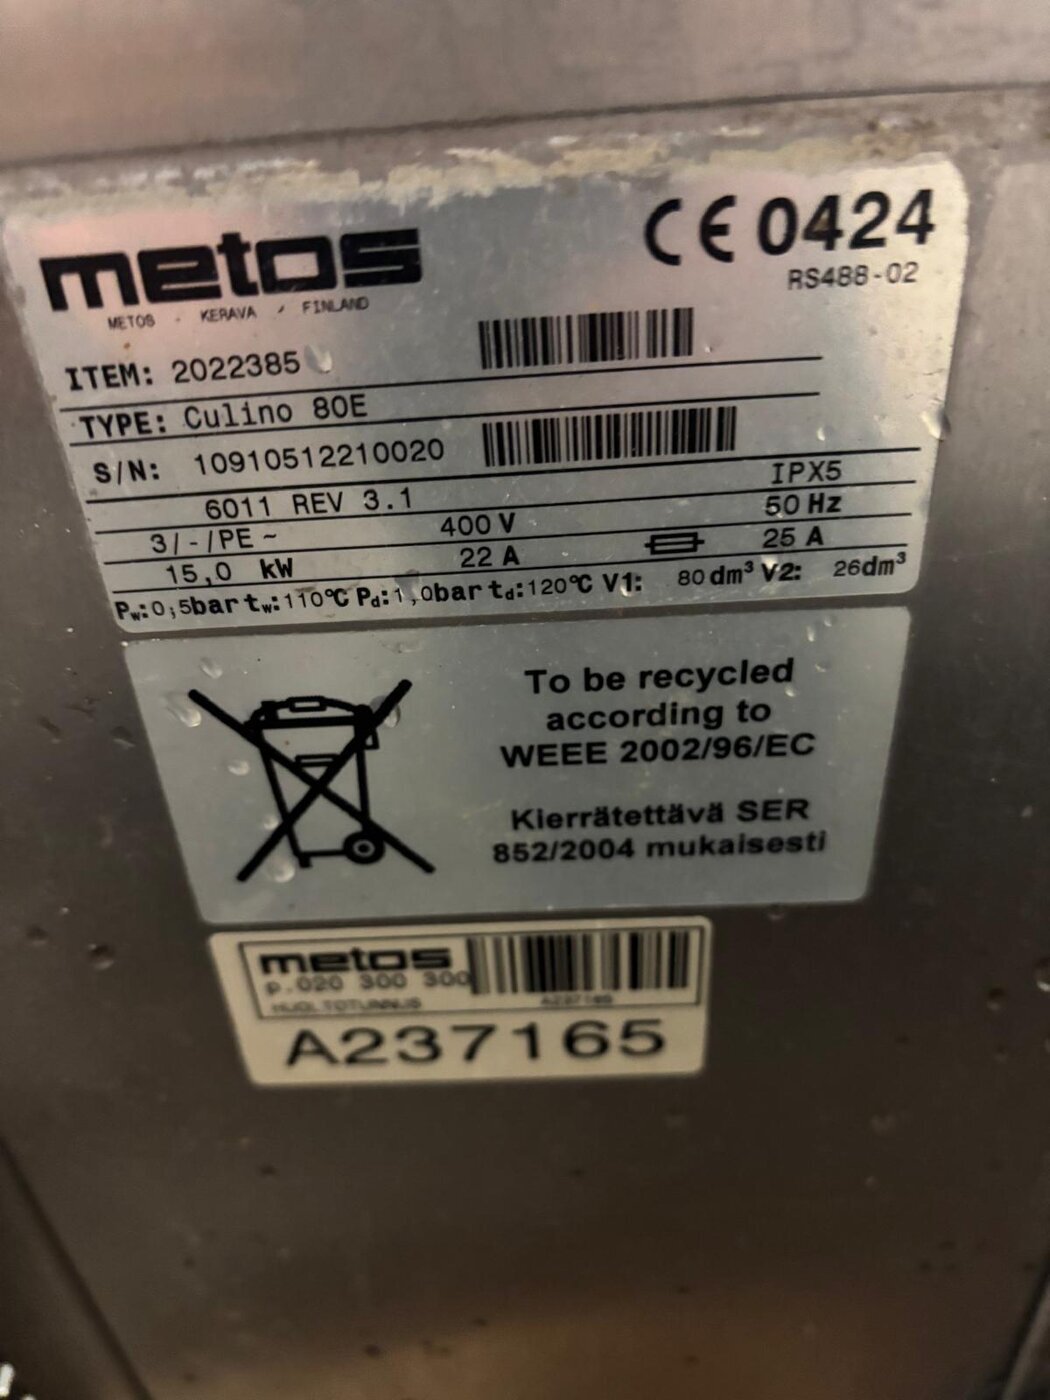 metos
METOS - KERAVA / FINLAND
CE 0424
RS488-02
ITEM: 2022385
TYPE: Culino 80E
S/N: 10910512210020
6011 REV 3.1 IPX5
3/-/PE ~ 400 V 50 Hz
15,0 kW 22 A 25 A
Pw:0,5bar tw:110°C Pd:1,0bar td:120°C V1: 80 dm³ V2: 26dm³
To be recycled
according to
WEEE 2002/96/EC
Kierrätettävä SER
852/2004 mukaisesti
metos
p.020 300 300
HUOLTOTUNNUS A237165
A237165